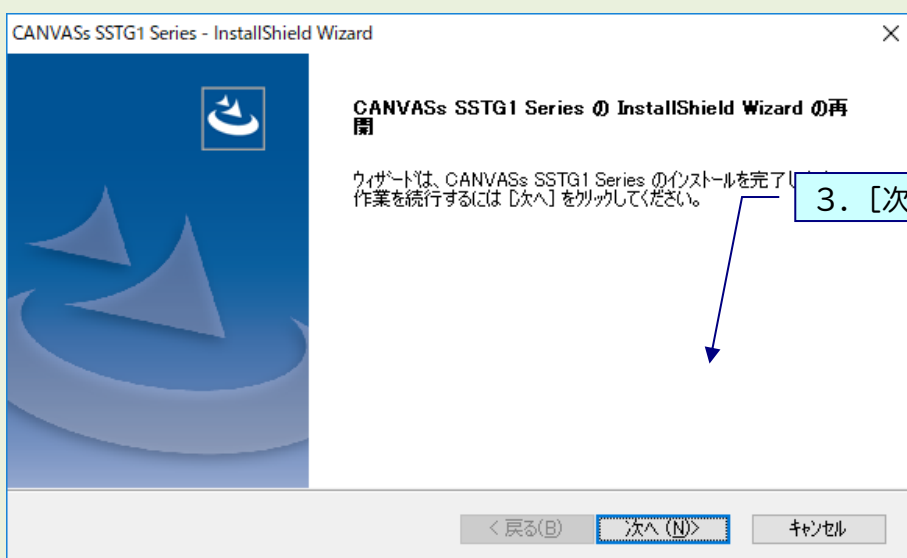 CANVASs SSTG1 Series - InstallShield Wizard
CANVASs SSTG1 Series の InstallShield Wizard の再
開
ウィザードは、CANVASs SSTG1 Series のインストールを完了し
作業を続行するには [次へ] をクリックしてください。
3. [次
< 戻る(B)
次へ (N)>
キャンセル